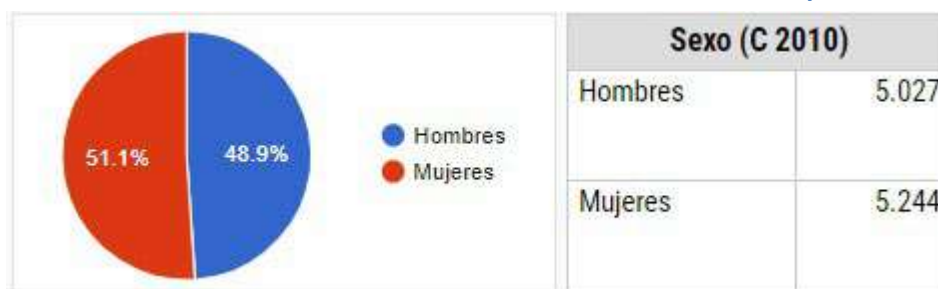 51.1%
48.9%
Hombres
Mujeres
Sexo (C 2010)
Hombres 5.027
Mujeres 5.244